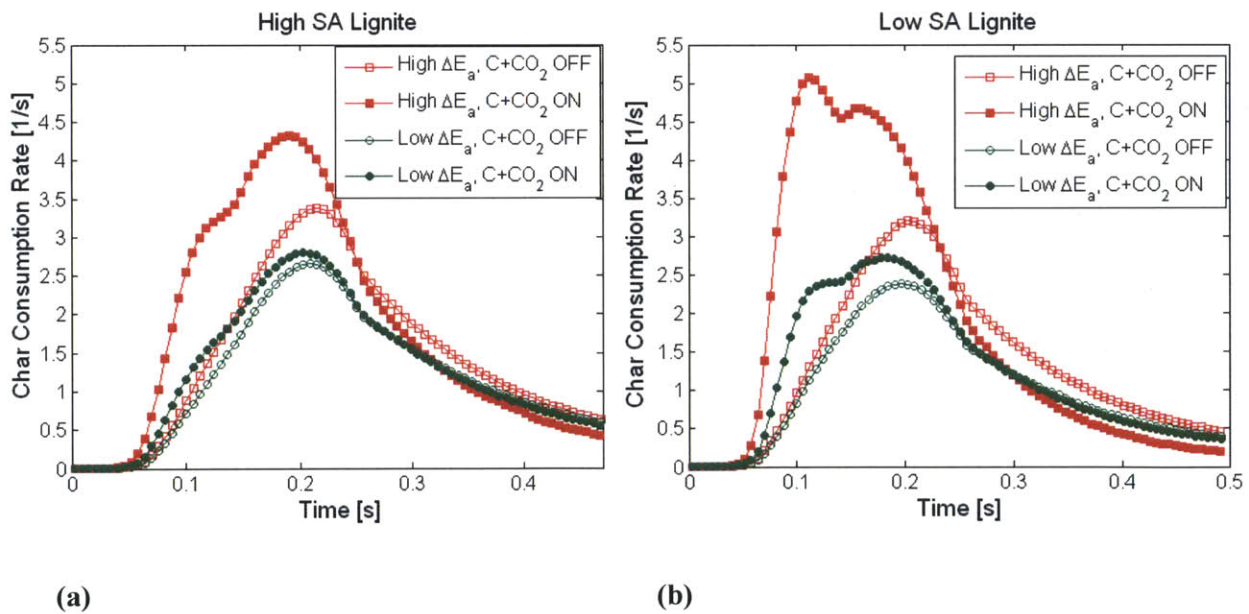 High SA Lignite
5.5
5
4.5
4
3.5
3
2.5
2
1.5
1
0.5
0
Char Consumption Rate [1/s]
High ΔEa, C+CO2 OFF
High ΔEa, C+CO2 ON
Low ΔEa, C+CO2 OFF
Low ΔEa, C+CO2 ON
0 0.1 0.2 0.3 0.4
Time [s]
(a)
Low SA Lignite
5.5
5
4.5
4
3.5
3
2.5
2
1.5
1
0.5
0
Char Consumption Rate [1/s]
High ΔEa, C+CO2 OFF
High ΔEa, C+CO2 ON
Low ΔEa, C+CO2 OFF
Low ΔEa, C+CO2 ON
0 0.1 0.2 0.3 0.4 0.5
Time [s]
(b)